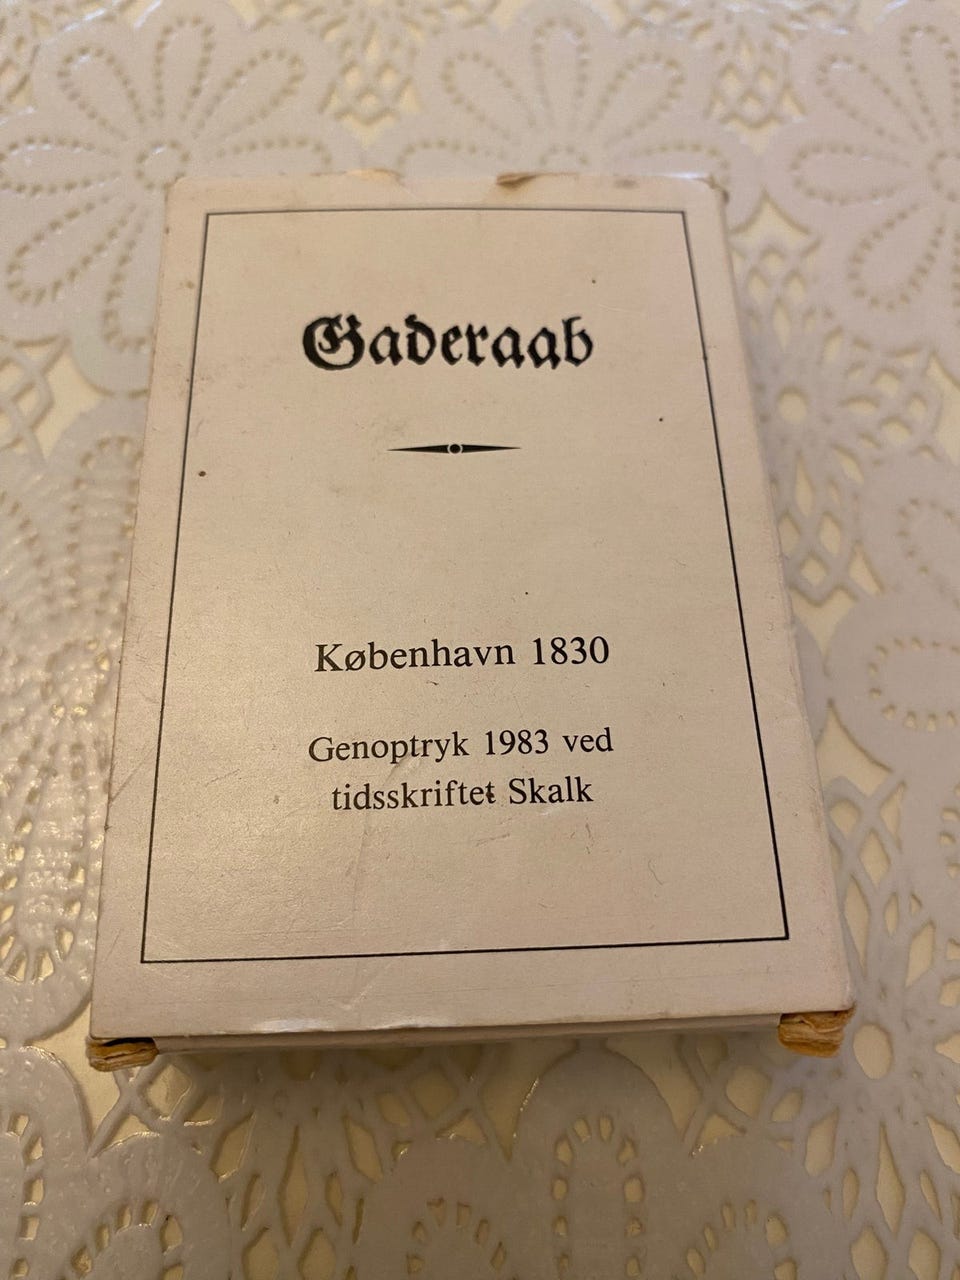 Gaderaab
København 1830
Genoptryk 1983 ved
tidsskriftet Skalk